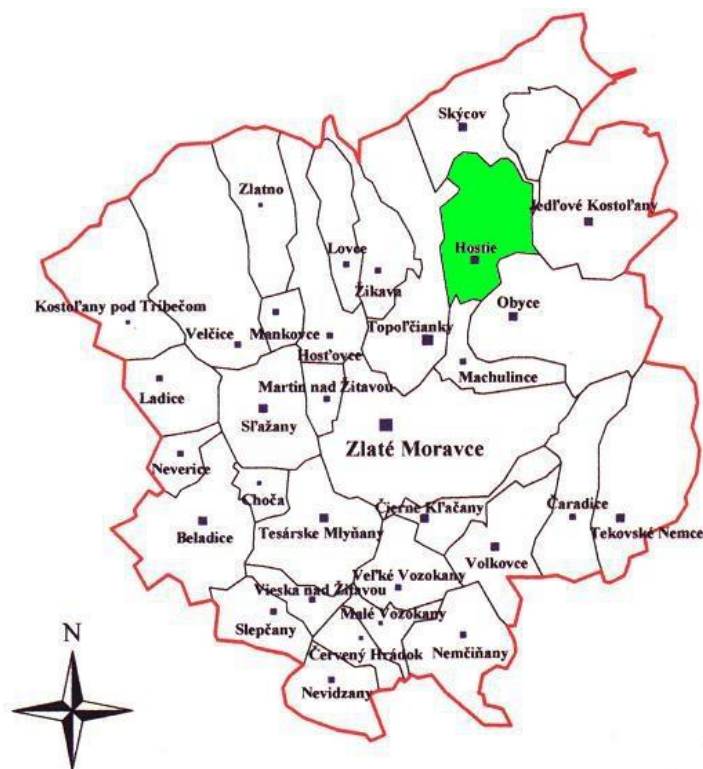 Skýcov
Zlatno
Jedľové Kostoľany
Lovce
Hostie
Žikava
Kostoľany pod Tríbečom
Obyce
Velčice
Mankovce
Topoľčianky
Hosťovce
Machulince
Ladice
Martin nad Žitavou
Sľažany
Zlaté Moravce
Neverice
Choča
Čierne Kľačany
Čaradice
Beladice
Tesárske Mlyňany
Tekovské Nemce
Volkovce
Veľké Vozokany
Vieska nad Žitavou
Malé Vozokany
Slepčany
Červený Hrádok
Nemčiňany
Nevidzany
N